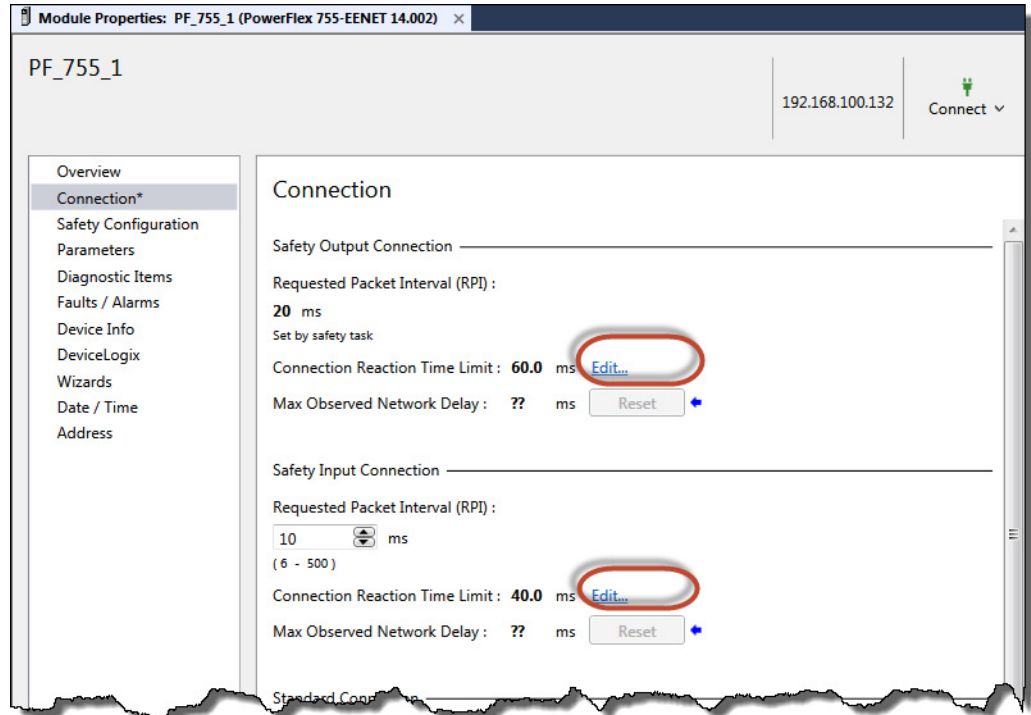 Module Properties: PF_755_1 (PowerFlex 755-EENET 14.002) ×
PF_755_1
192.168.100.132
Connect
Overview
Connection*
Safety Configuration
Parameters
Diagnostic Items
Faults / Alarms
Device Info
DeviceLogix
Wizards
Date / Time
Address
Connection
Safety Output Connection
Requested Packet Interval (RPI) :
20 ms
Set by safety task
Connection Reaction Time Limit : 60.0 ms Edit...
Max Observed Network Delay : ?? ms Reset
Safety Input Connection
Requested Packet Interval (RPI) :
10 ms
( 6 - 500 )
Connection Reaction Time Limit : 40.0 ms Edit...
Max Observed Network Delay : ?? ms Reset
Standard Connection